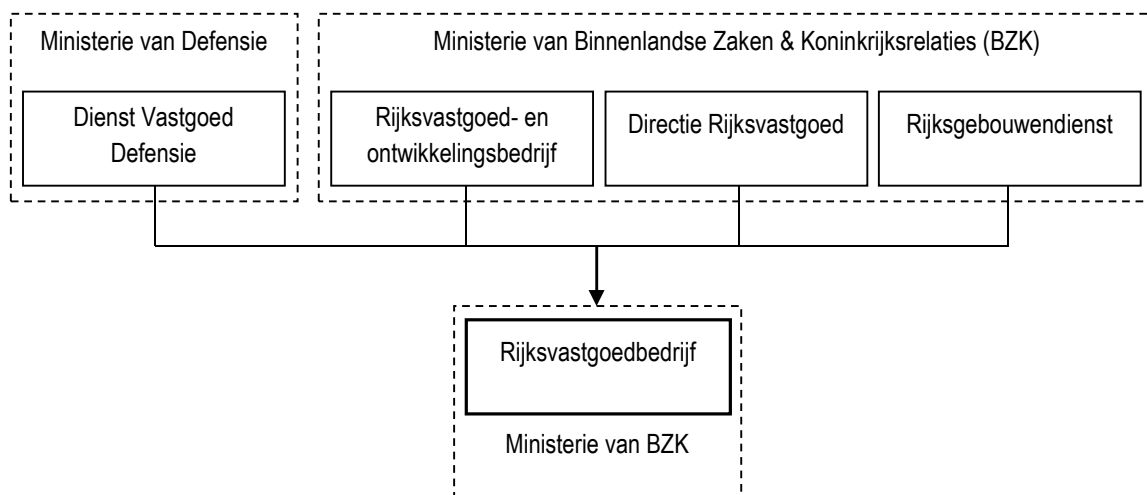 Ministerie van Defensie
Ministerie van Binnenlandse Zaken & Koninkrijksrelaties (BZK)
Dienst Vastgoed
Defensie
Rijksvastgoed- en
ontwikkelingsbedrijf
Directie Rijksvastgoed
Rijksgebouwendienst
Rijksvastgoedbedrijf
Ministerie van BZK